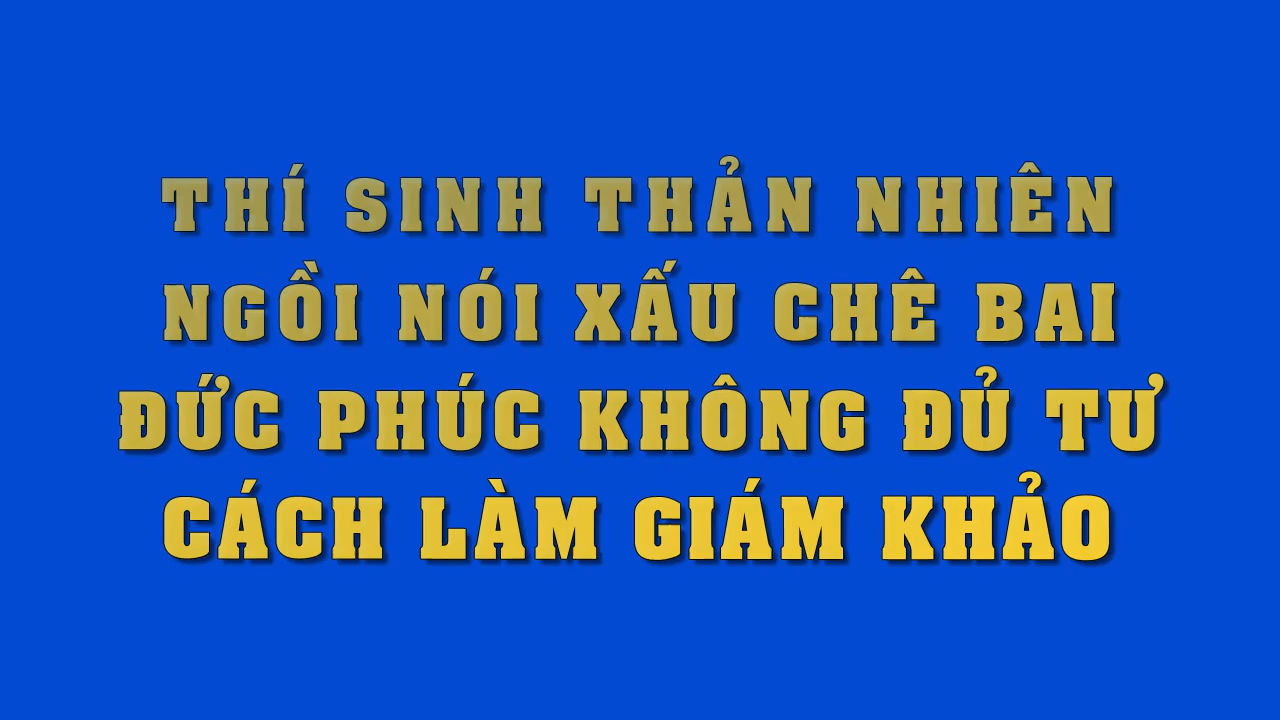 THÍ SINH THẢN NHIÊN
NGỒI NÓI XẤU CHÊ BAI
ĐỨC PHÚC KHÔNG ĐỦ TƯ
CÁCH LÀM GIÁM KHẢO